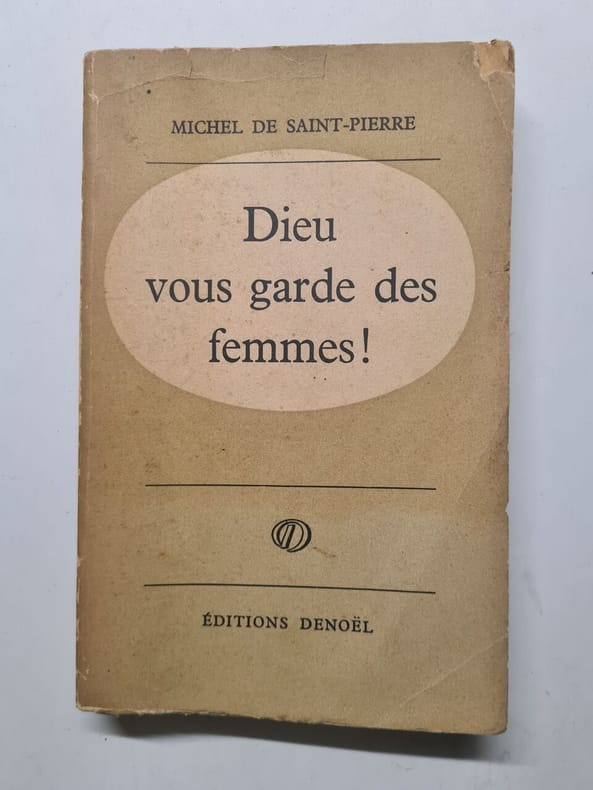 MICHEL DE SAINT-PIERRE
Dieu
vous garde des
femmes !
ÉDITIONS DENOËL